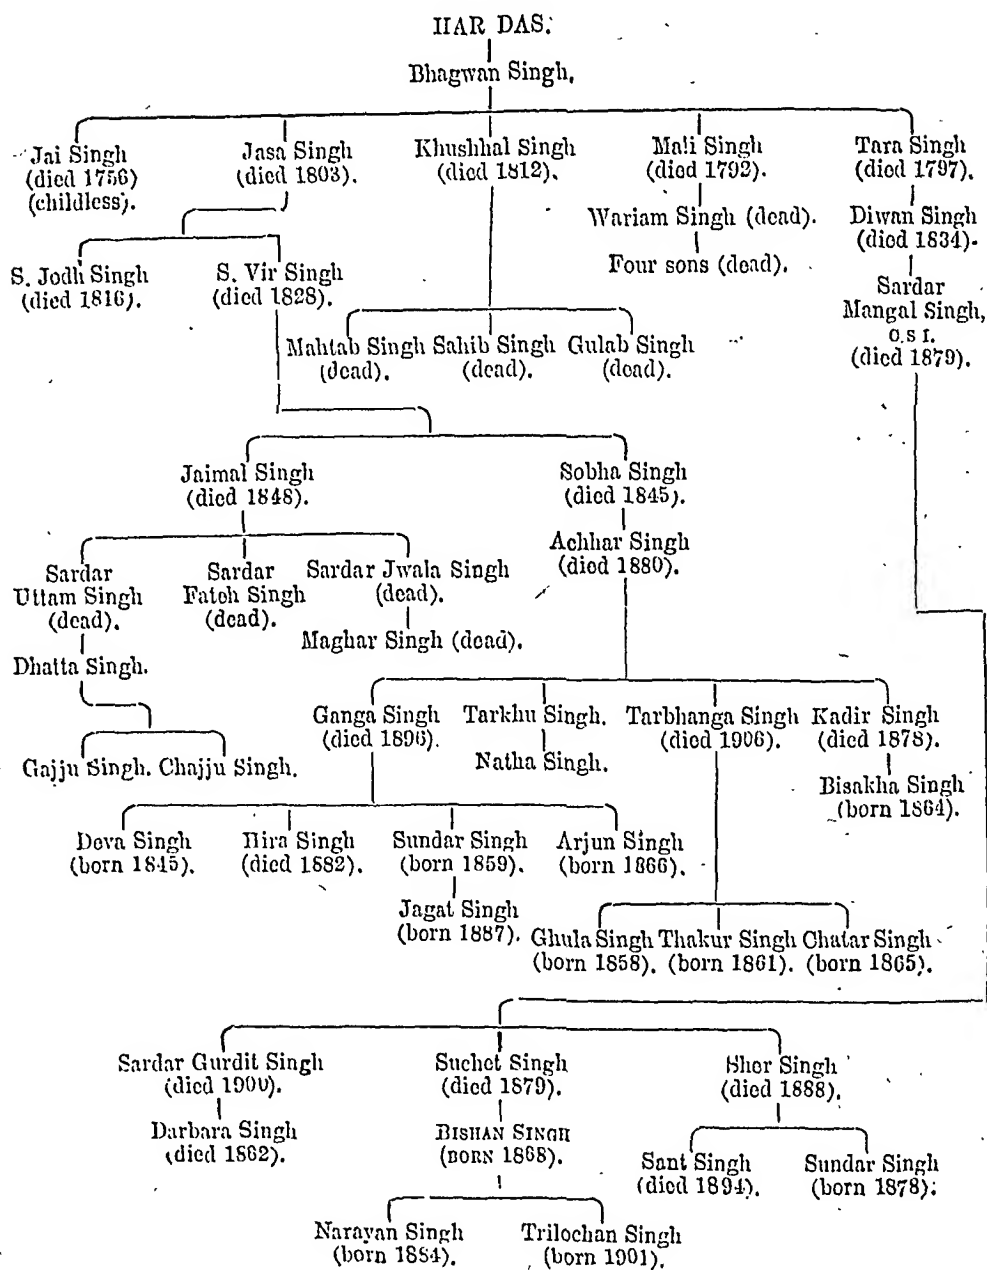 HAR DAS.
Bhagwan Singh.
Jai Singh
(died 1756)
(childless).
Jasa Singh
(died 1803).
Khushhal Singh
(died 1812).
Mali Singh
(died 1792).
Tara Singh
(died 1797).
Wariam Singh (dead).
Four sons (dead).
Diwan Singh
(died 1834).
Sardar
Mangal Singh,
C.S I.
(died 1879).
S. Jodh Singh
(died 1816).
S. Vir Singh
(died 1828).
Mahtab Singh
(dead).
Sahib Singh
(dead).
Gulab Singh
(dead).
Jaimal Singh
(died 1848).
Sobha Singh
(died 1845).
Achhar Singh
(died 1880).
Sardar
Uttam Singh
(dead).
Sardar
Fateh Singh
(dead).
Sardar Jwala Singh
(dead).
Maghar Singh (dead).
Dhatta Singh.
Gajju Singh. Chajju Singh.
Ganga Singh
(died 1896).
Tarkhu Singh.
Natha Singh.
Tarbhanga Singh
(died 1906).
Kadir Singh
(died 1878).
Bisakha Singh
(born 1864).
Deva Singh
(born 1845).
Hira Singh
(died 1882).
Sundar Singh
(born 1859).
Arjun Singh
(born 1866).
Jagat Singh
(born 1887).
Ghula Singh
(born 1858).
Thakur Singh
(born 1861).
Chatar Singh
(born 1865).
Sardar Gurdit Singh
(died 1900).
Suchet Singh
(died 1879).
Sher Singh
(died 1888).
Darbara Singh
(died 1862).
BISHAN SINGH
(BORN 1868).
Sant Singh
(died 1894).
Sundar Singh
(born 1878).
Narayan Singh
(born 1884).
Trilochan Singh
(born 1901).